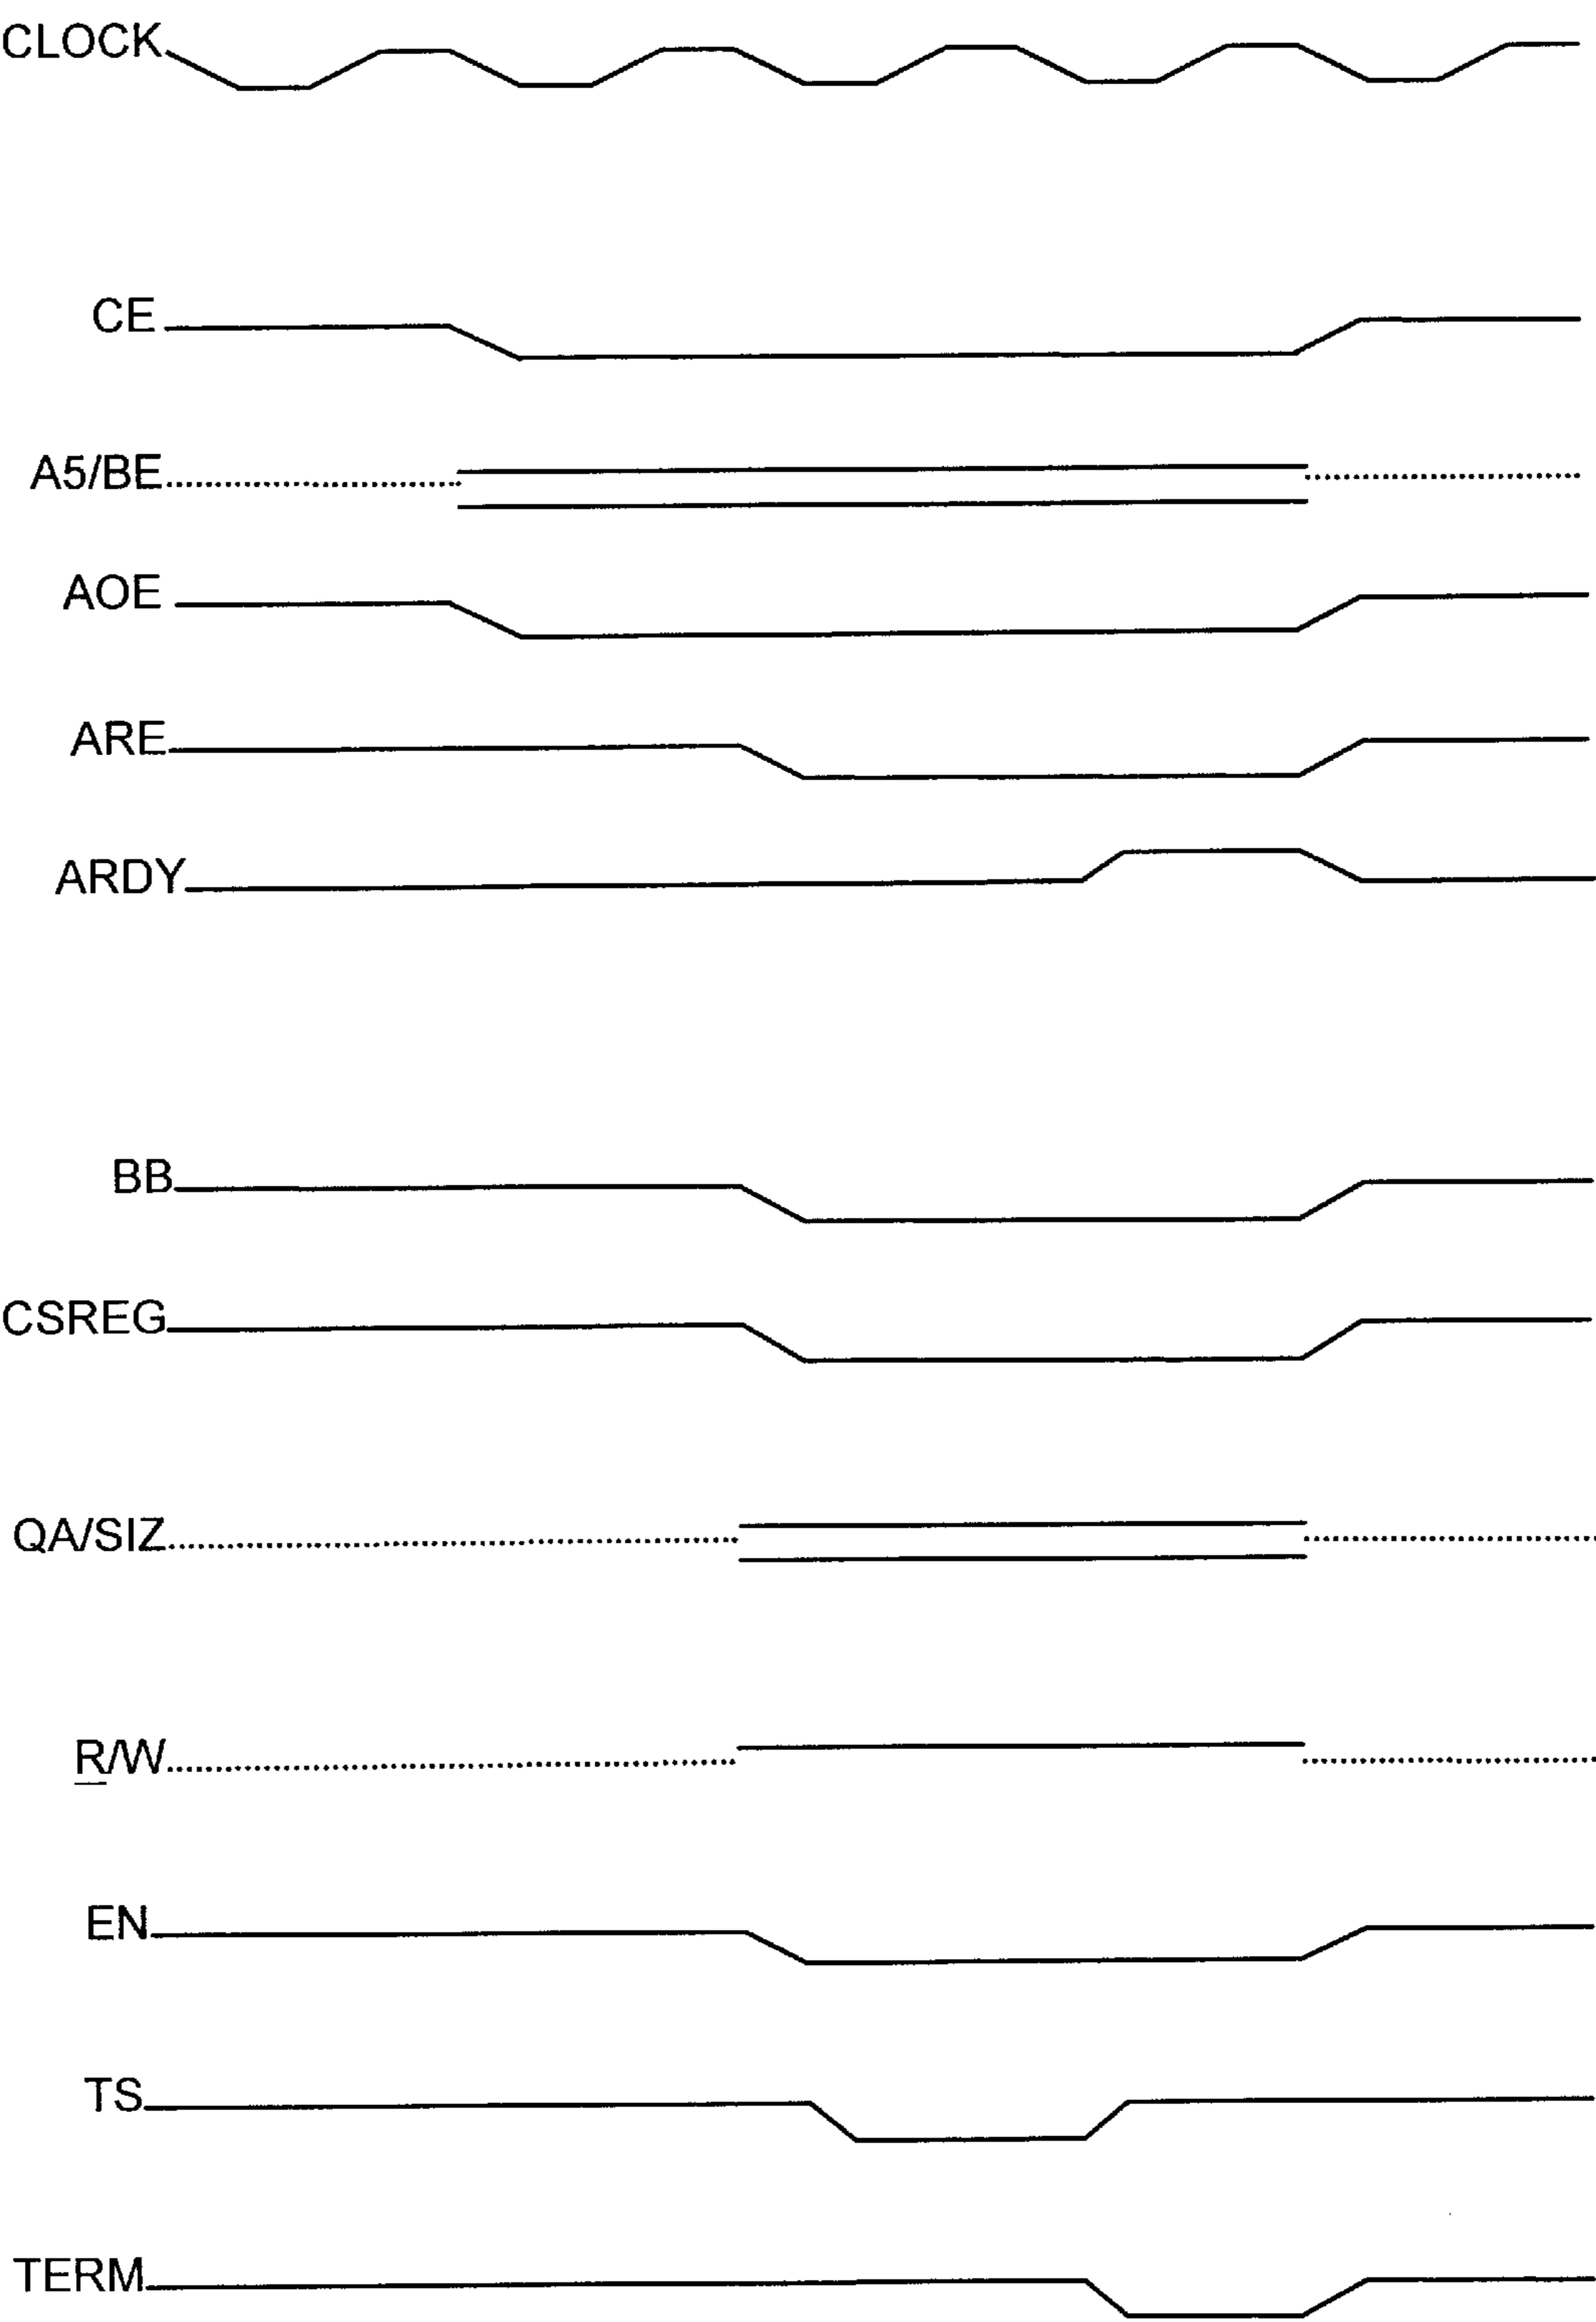 CLOCK
CE
A5/BE
AOE
ARE
ARDY
BB
CSREG
QA/SIZ
R/W
EN
TS
TERM